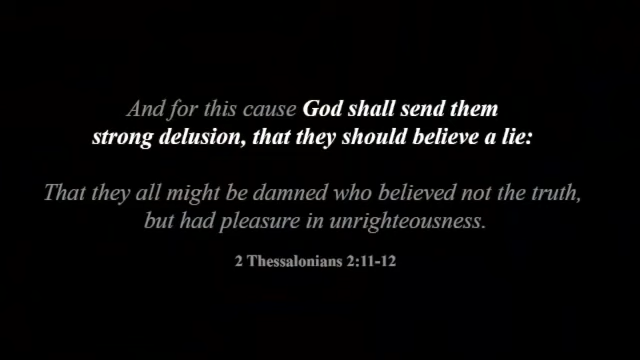 And for this cause God shall send them
strong delusion, that they should believe a lie:
That they all might be damned who believed not the truth,
but had pleasure in unrighteousness.
2 Thessalonians 2:11-12